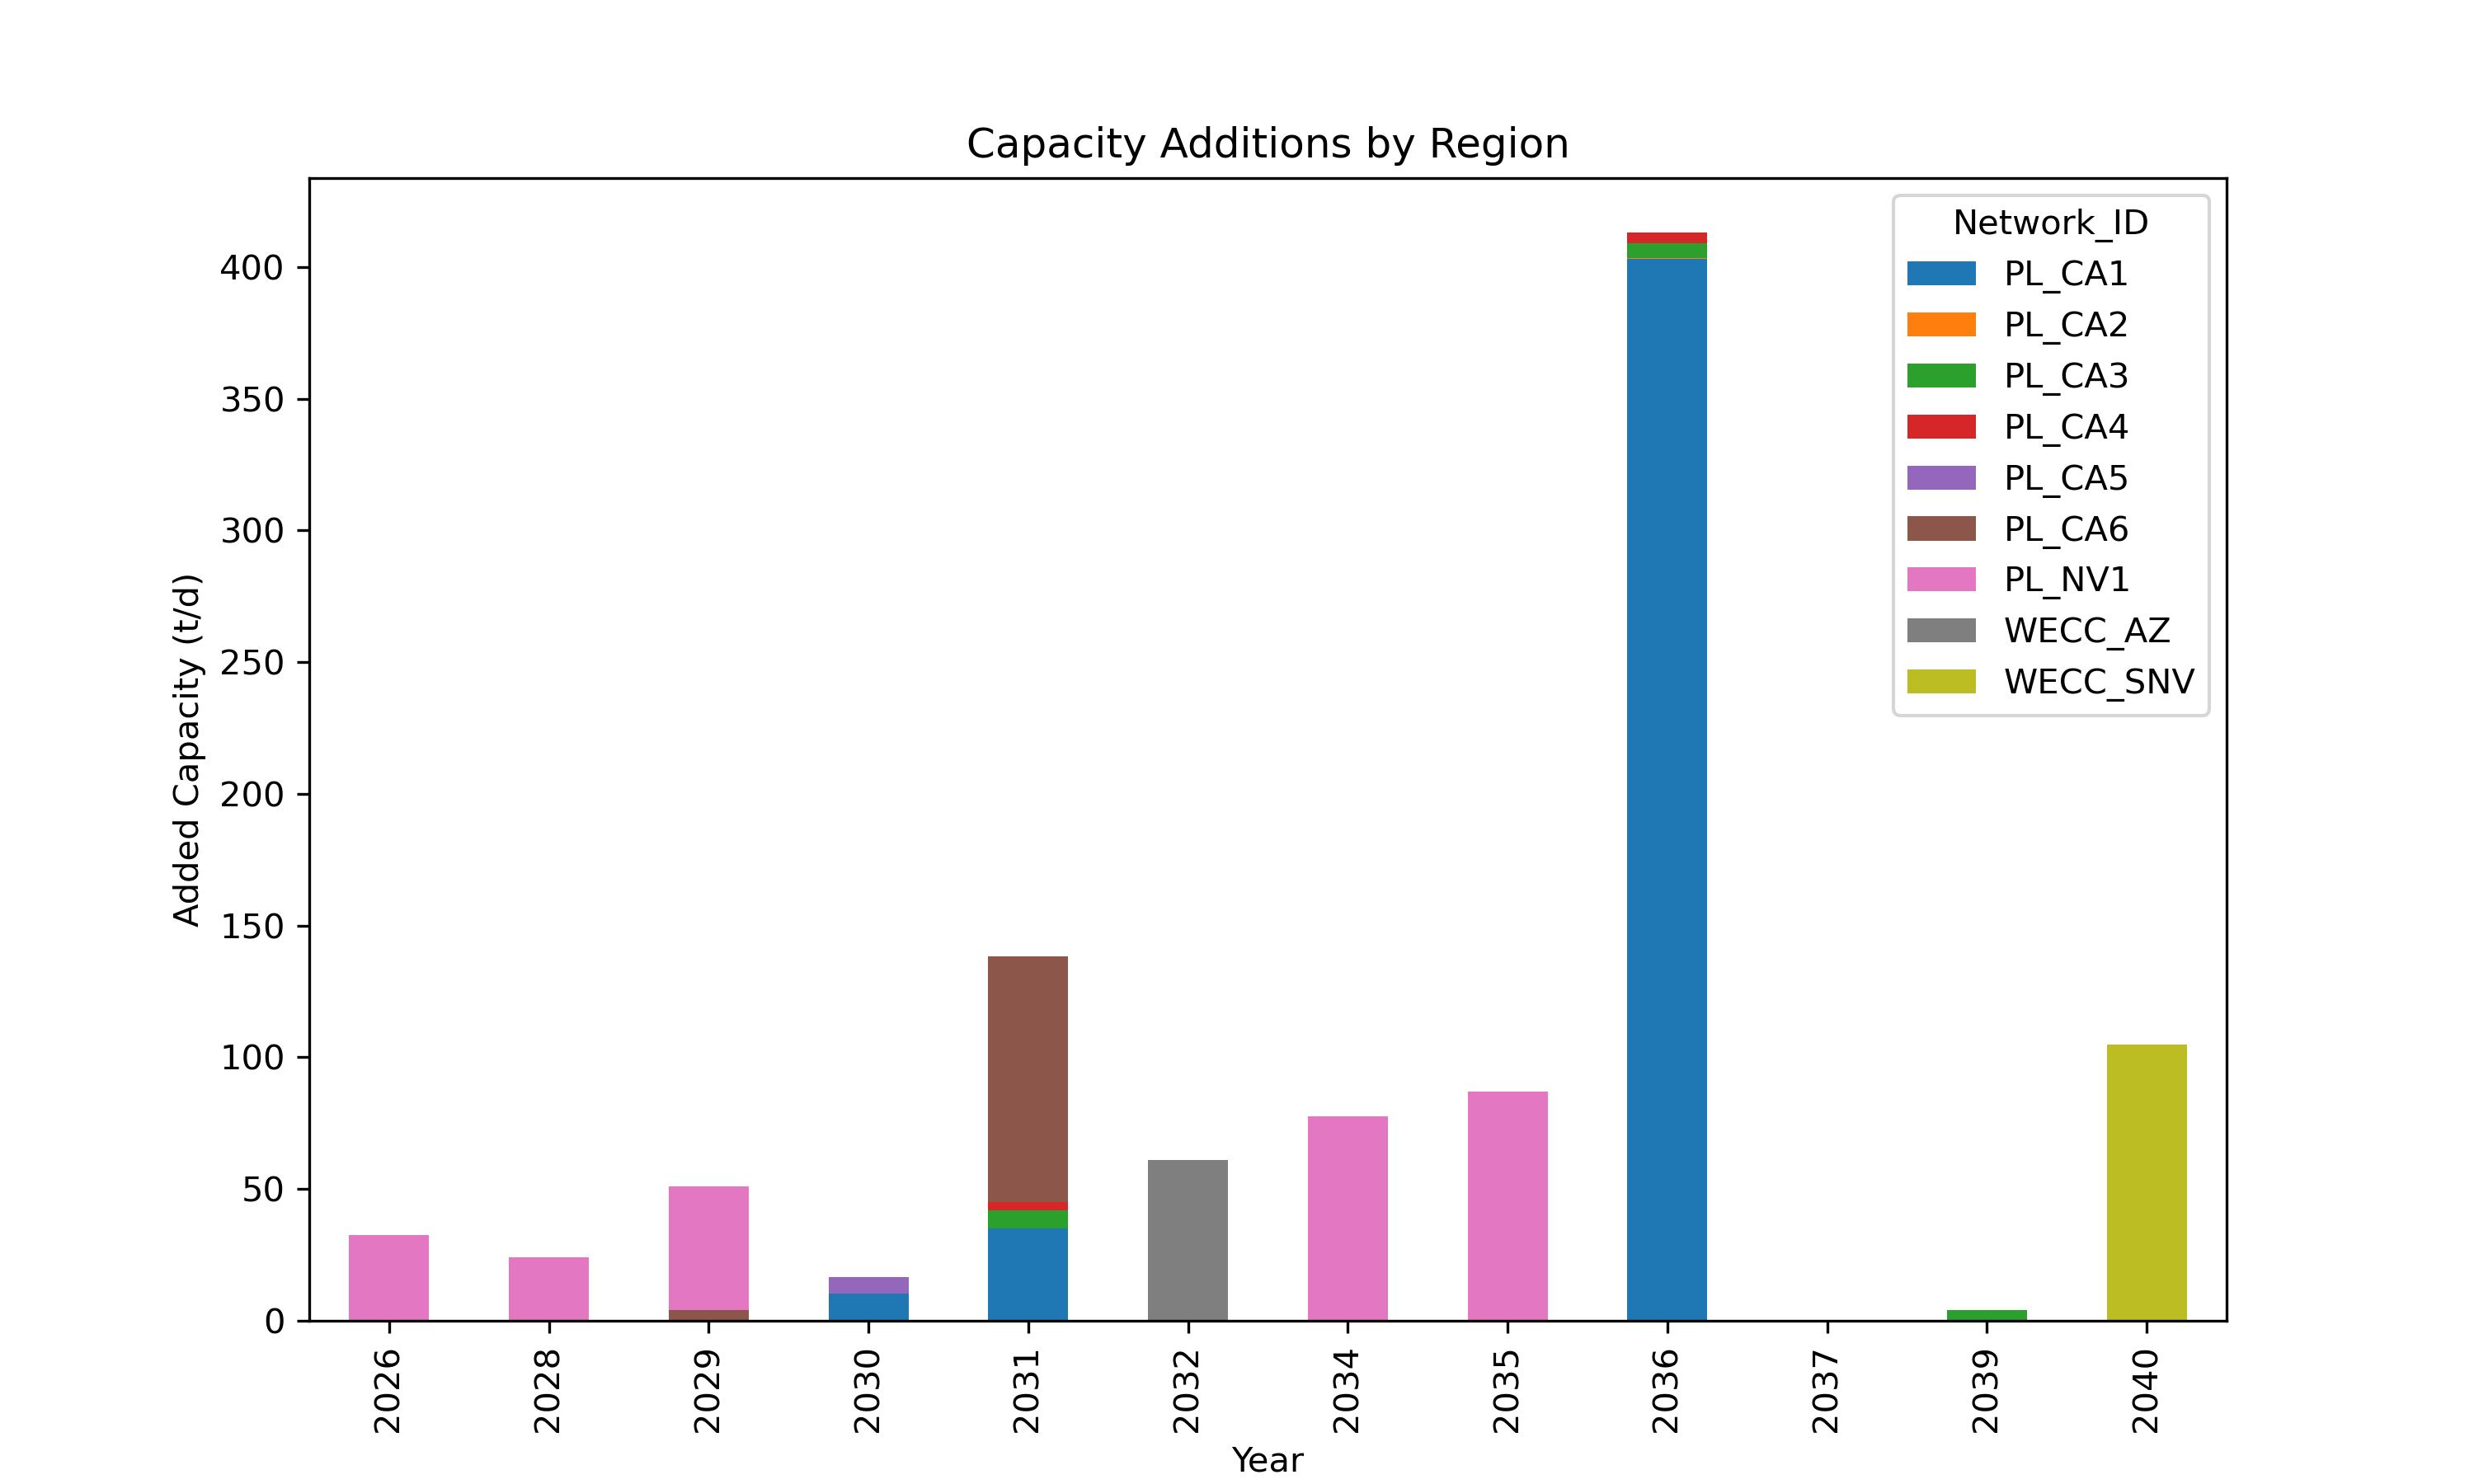 Capacity Additions by Region
Added Capacity (t/d)
400
350
300
250
200
150
100
50
0
Network_ID
PL_CA1
PL_CA2
PL_CA3
PL_CA4
PL_CA5
PL_CA6
PL_NV1
WECC_AZ
WECC_SNV
2026
2028
2029
2030
2031
2032
2034
2035
2036
2037
2039
2040
Year